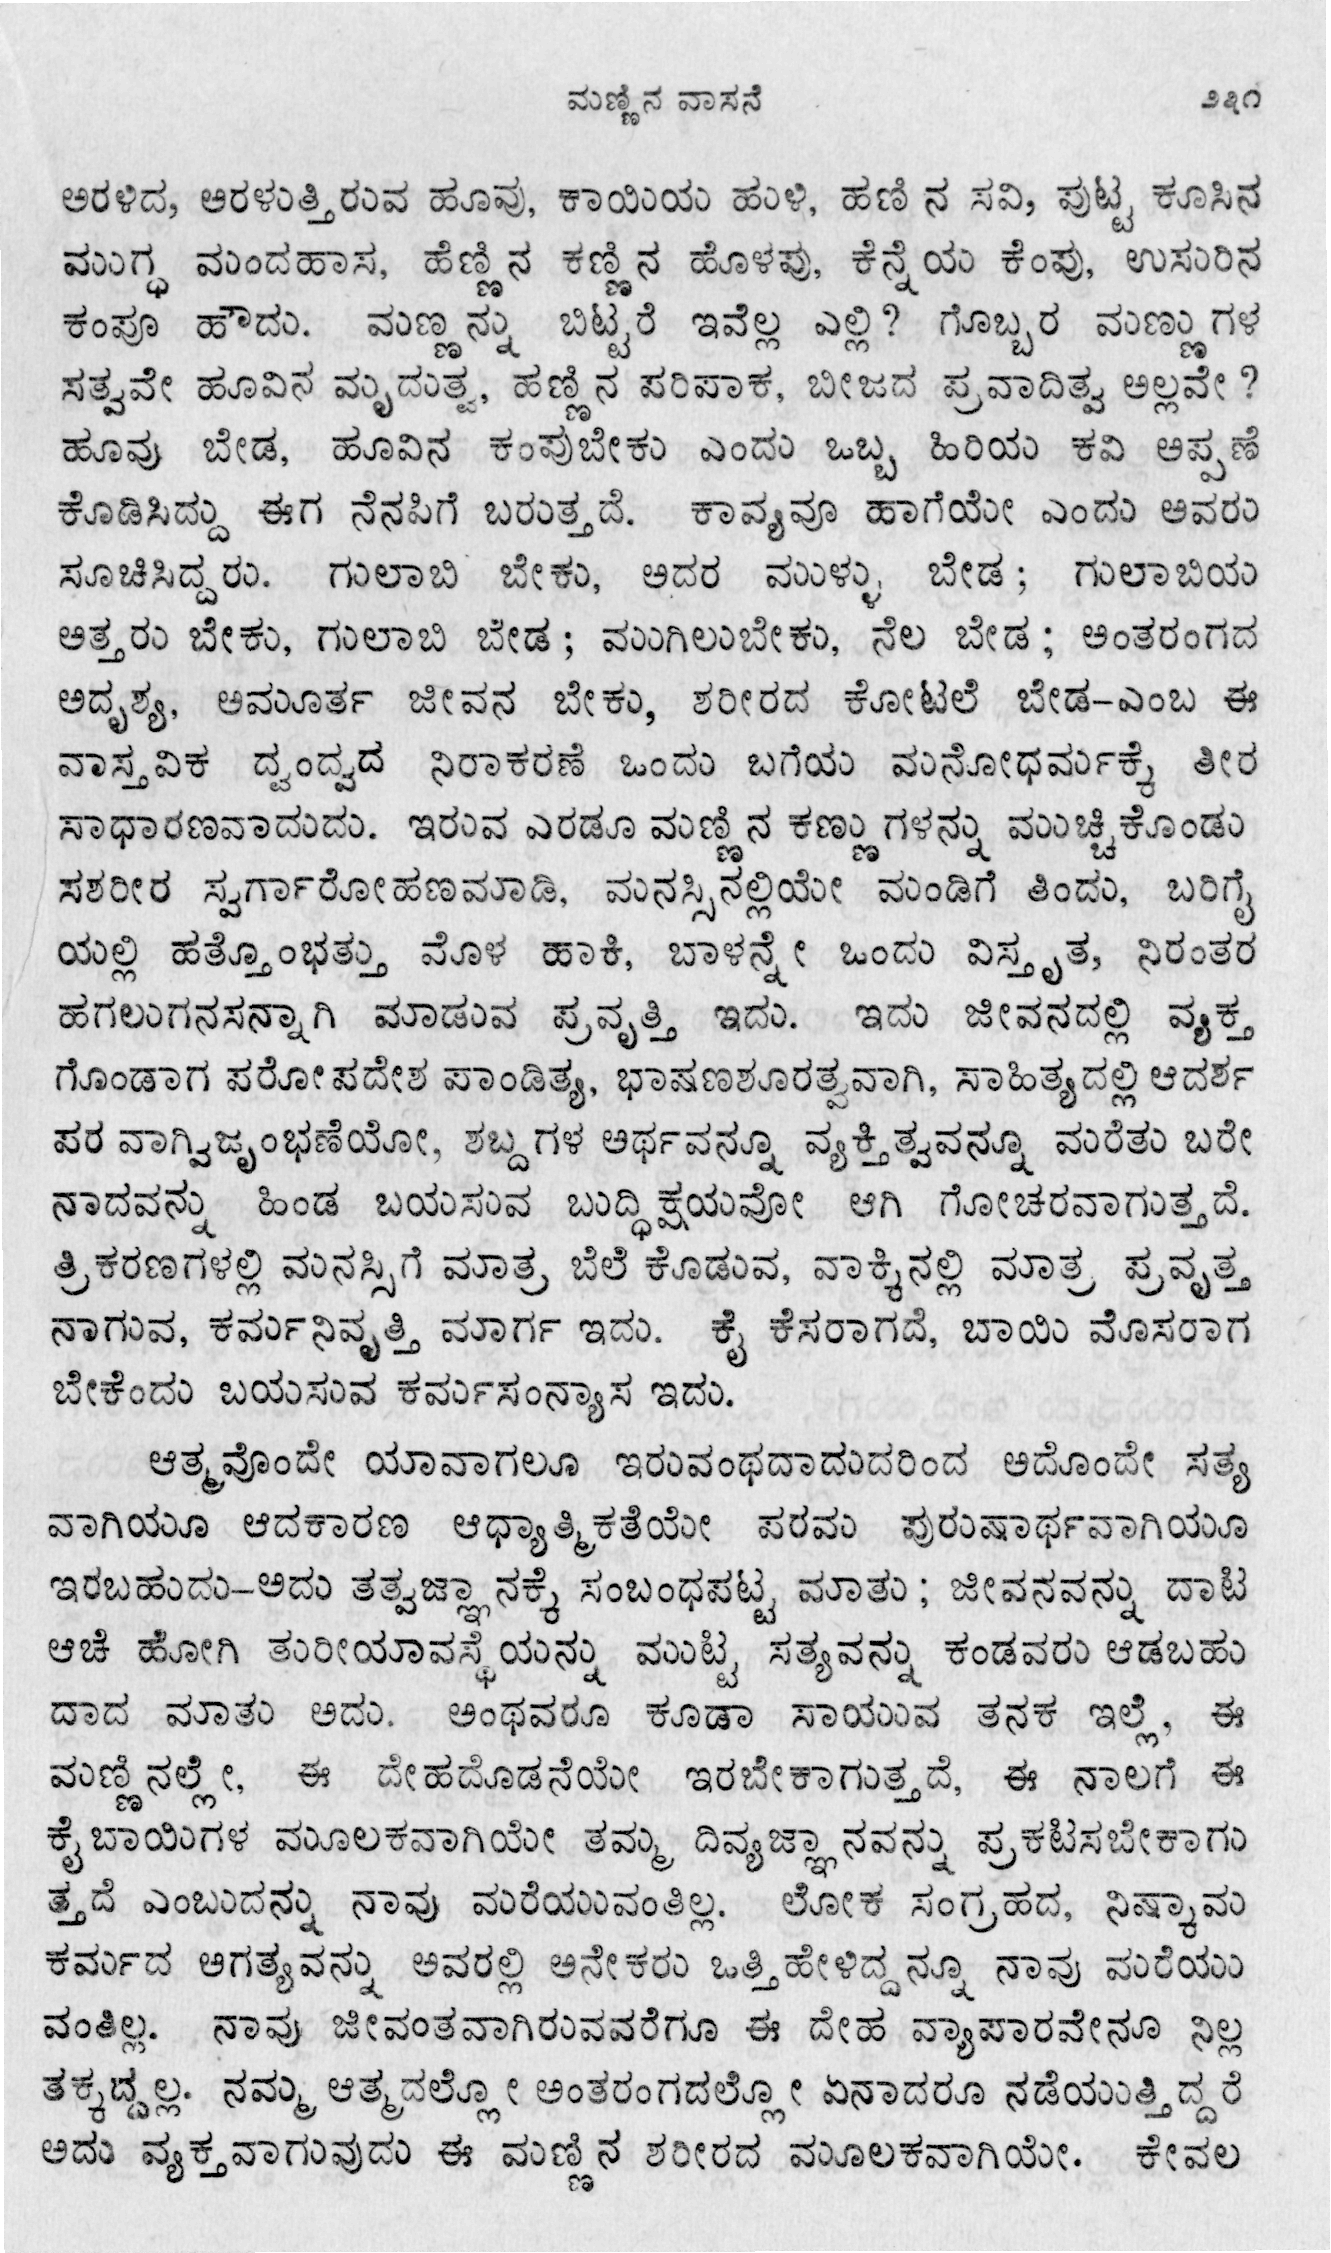 ಮಣ್ಣಿನ ವಾಸನೆ ೨೩೧
ಅರಳಿದ, ಅರಳುತ್ತಿರುವ ಹೂವು, ಕಾಯಿಯ ಹುಳಿ, ಹಣ್ಣಿನ ಸವಿ, ಪುಟ್ಟ ಕೂಸಿನ
ಮುಗ್ಧ ಮಂದಹಾಸ, ಹೆಣ್ಣಿನ ಕಣ್ಣಿನ ಹೊಳಪು, ಕೆನ್ನೆಯ ಕೆಂಪು, ಉಸುರಿನ
ಕಂಪೂ ಹೌದು. ಮಣ್ಣನ್ನು ಬಿಟ್ಟರೆ ಇವೆಲ್ಲ ಎಲ್ಲಿ? ಗೊಬ್ಬರ ಮಣ್ಣುಗಳ
ಸತ್ವವೇ ಹೂವಿನ ಮೃದುತ್ವ, ಹಣ್ಣಿನ ಪರಿಪಾಕ, ಬೀಜದ ಪ್ರವಾದಿತ್ವ ಅಲ್ಲವೇ?
ಹೂವು ಬೇಡ, ಹೂವಿನ ಕಂಪುಬೇಕು ಎಂದು ಒಬ್ಬ ಹಿರಿಯ ಕವಿ ಅಪ್ಪಣೆ
ಕೊಡಿಸಿದ್ದು ಈಗ ನೆನಪಿಗೆ ಬರುತ್ತದೆ. ಕಾವ್ಯವೂ ಹಾಗೆಯೇ ಎಂದು ಅವರು
ಸೂಚಿಸಿದ್ದರು. ಗುಲಾಬಿ ಬೇಕು, ಅದರ ಮುಳ್ಳು ಬೇಡ; ಗುಲಾಬಿಯ
ಅತ್ತರು ಬೇಕು, ಗುಲಾಬಿ ಬೇಡ; ಮುಗಿಲುಬೇಕು, ನೆಲ ಬೇಡ; ಅಂತರಂಗದ
ಅದೃಶ್ಯ, ಅಮೂರ್ತ ಜೀವನ ಬೇಕು, ಶರೀರದ ಕೋಟಲೆ ಬೇಡ–ಎಂಬ ಈ
ವಾಸ್ತವಿಕ ದ್ವಂದ್ವದ ನಿರಾಕರಣೆ ಒಂದು ಬಗೆಯ ಮನೋಧರ್ಮಕ್ಕೆ ತೀರ
ಸಾಧಾರಣವಾದುದು. ಇರುವ ಎರಡೂ ಮಣ್ಣಿನ ಕಣ್ಣುಗಳನ್ನು ಮುಚ್ಚಿಕೊಂಡು
ಸಶರೀರ ಸ್ವರ್ಗಾರೋಹಣಮಾಡಿ, ಮನಸ್ಸಿನಲ್ಲಿಯೇ ಮಂಡಿಗೆ ತಿಂದು, ಬರಿಗೈ
ಯಲ್ಲಿ ಹತ್ತೊಂಭತ್ತು ಮೊಳ ಹಾಕಿ, ಬಾಳನ್ನೇ ಒಂದು ವಿಸ್ತೃತ, ನಿರಂತರ
ಹಗಲುಗನಸನ್ನಾಗಿ ಮಾಡುವ ಪ್ರವೃತ್ತಿ ಇದು. ಇದು ಜೀವನದಲ್ಲಿ ವ್ಯಕ್ತ
ಗೊಂಡಾಗ ಪರೋಪದೇಶ ಪಾಂಡಿತ್ಯ, ಭಾಷಣಶೂರತ್ವವಾಗಿ, ಸಾಹಿತ್ಯದಲ್ಲಿ ಆದರ್ಶ
ಪರ ವಾಗ್ವಿಜೃಂಭಣೆಯೋ, ಶಬ್ದಗಳ ಅರ್ಥವನ್ನೂ ವ್ಯಕ್ತಿತ್ವವನ್ನೂ ಮರೆತು ಬರೇ
ನಾದವನ್ನು ಹಿಂಡ ಬಯಸುವ ಬುದ್ಧಿಕ್ಷಯವೋ ಆಗಿ ಗೋಚರವಾಗುತ್ತದೆ.
ತ್ರಿಕರಣಗಳಲ್ಲಿ ಮನಸ್ಸಿಗೆ ಮಾತ್ರ ಬೆಲೆ ಕೊಡುವ, ವಾಕ್ಕಿನಲ್ಲಿ ಮಾತ್ರ ಪ್ರವೃತ್ತ
ನಾಗುವ, ಕರ್ಮನಿವೃತ್ತಿ ಮಾರ್ಗ ಇದು. ಕೈ ಕೆಸರಾಗದೆ, ಬಾಯಿ ಮೊಸರಾಗ
ಬೇಕೆಂದು ಬಯಸುವ ಕರ್ಮಸಂನ್ಯಾಸ ಇದು.
ಆತ್ಮವೊಂದೇ ಯಾವಾಗಲೂ ಇರುವಂಥದಾದುದರಿಂದ ಅದೊಂದೇ ಸತ್ಯ
ವಾಗಿಯೂ ಆದಕಾರಣ ಆಧ್ಯಾತ್ಮಿಕತೆಯೇ ಪರಮ ಪುರುಷಾರ್ಥವಾಗಿಯೂ
ಇರಬಹುದು–ಅದು ತತ್ವಜ್ಞಾನಕ್ಕೆ ಸಂಬಂಧಪಟ್ಟ ಮಾತು; ಜೀವನವನ್ನು ದಾಟಿ
ಆಚೆ ಹೋಗಿ ತುರೀಯಾವಸ್ಥೆಯನ್ನು ಮುಟ್ಟಿ ಸತ್ಯವನ್ನು ಕಂಡವರು ಆಡಬಹು
ದಾದ ಮಾತು ಅದು. ಅಂಥವರೂ ಕೂಡಾ ಸಾಯುವ ತನಕ ಇಲ್ಲೆ, ಈ
ಮಣ್ಣಿನಲ್ಲೇ, ಈ ದೇಹದೊಡನೆಯೇ ಇರಬೇಕಾಗುತ್ತದೆ, ಈ ನಾಲಗೆ ಈ
ಕೈಬಾಯಿಗಳ ಮೂಲಕವಾಗಿಯೇ ತಮ್ಮ ದಿವ್ಯಜ್ಞಾನವನ್ನು ಪ್ರಕಟಿಸಬೇಕಾಗು
ತ್ತದೆ ಎಂಬುದನ್ನು ನಾವು ಮರೆಯುವಂತಿಲ್ಲ. ಲೋಕ ಸಂಗ್ರಹದ, ನಿಷ್ಕಾಮ
ಕರ್ಮದ ಅಗತ್ಯವನ್ನು ಅವರಲ್ಲಿ ಅನೇಕರು ಒತ್ತಿಹೇಳಿದ್ದನ್ನೂ ನಾವು ಮರೆಯು
ವಂತಿಲ್ಲ. ನಾವು ಜೀವಂತವಾಗಿರುವವರೆಗೂ ಈ ದೇಹ ವ್ಯಾಪಾರವೇನೂ ನಿಲ್ಲ
ತಕ್ಕದ್ದಲ್ಲ. ನಮ್ಮ ಆತ್ಮದಲ್ಲೋ ಅಂತರಂಗದಲ್ಲೋ ಏನಾದರೂ ನಡೆಯುತ್ತಿದ್ದರೆ
ಅದು ವ್ಯಕ್ತವಾಗುವುದು ಈ ಮಣ್ಣಿನ ಶರೀರದ ಮೂಲಕವಾಗಿಯೇ. ಕೇವಲ